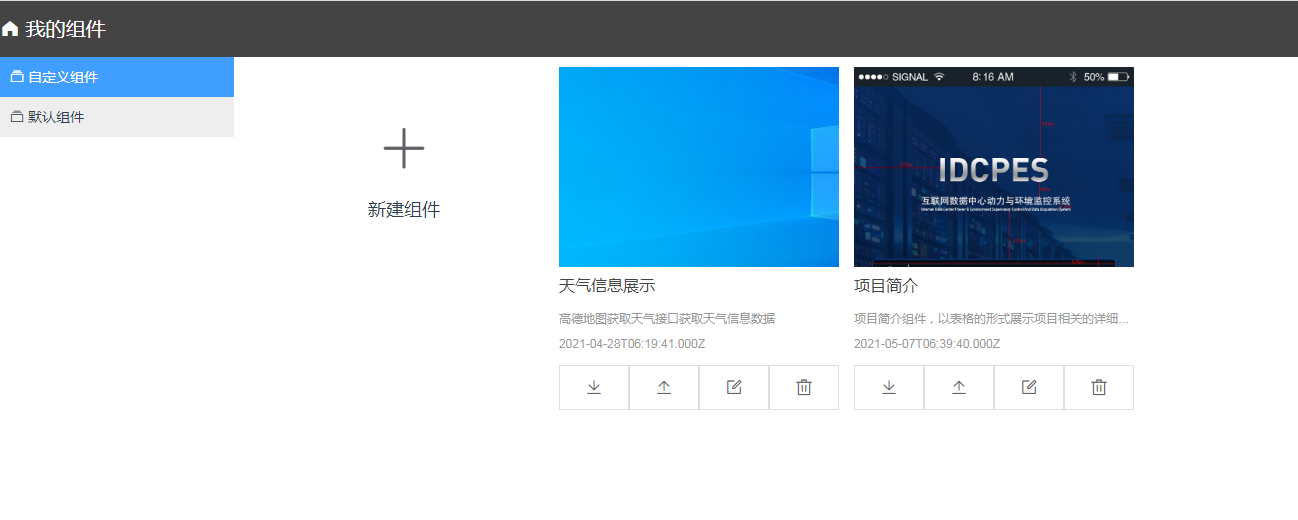 我的组件
自定义组件
默认组件
新建组件
SIGNAL 8:16 AM 50%
IDCPES
互联网数据中心动力与环境监控系统
Internet Data Center Power & Environment Supervisory Control And Data Acquisition System
天气信息展示
项目简介
高德地图获取天气接口获取天气信息数据
项目简介组件，以表格的形式展示项目相关的详细...
2021-04-28T06:19:41.000Z
2021-05-07T06:39:40.000Z